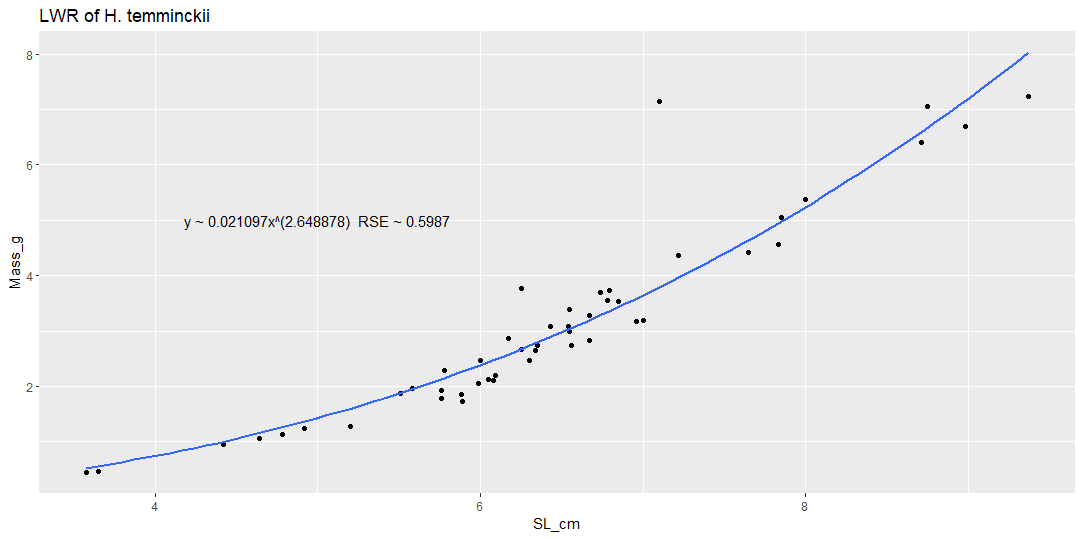 LWR of H. temminckii
8
6
4
2
Mass_g
y ~ 0.021097x^(2.648878)  RSE ~ 0.5987
4
6
8
SL_cm